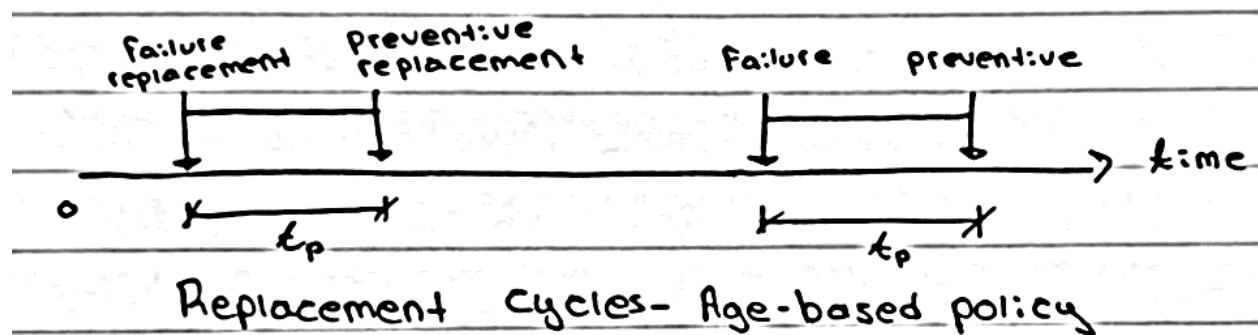 Failure replacement
preventive replacement
Failure
preventive
time
0
tp
tp
Replacement Cycles- Age-based policy